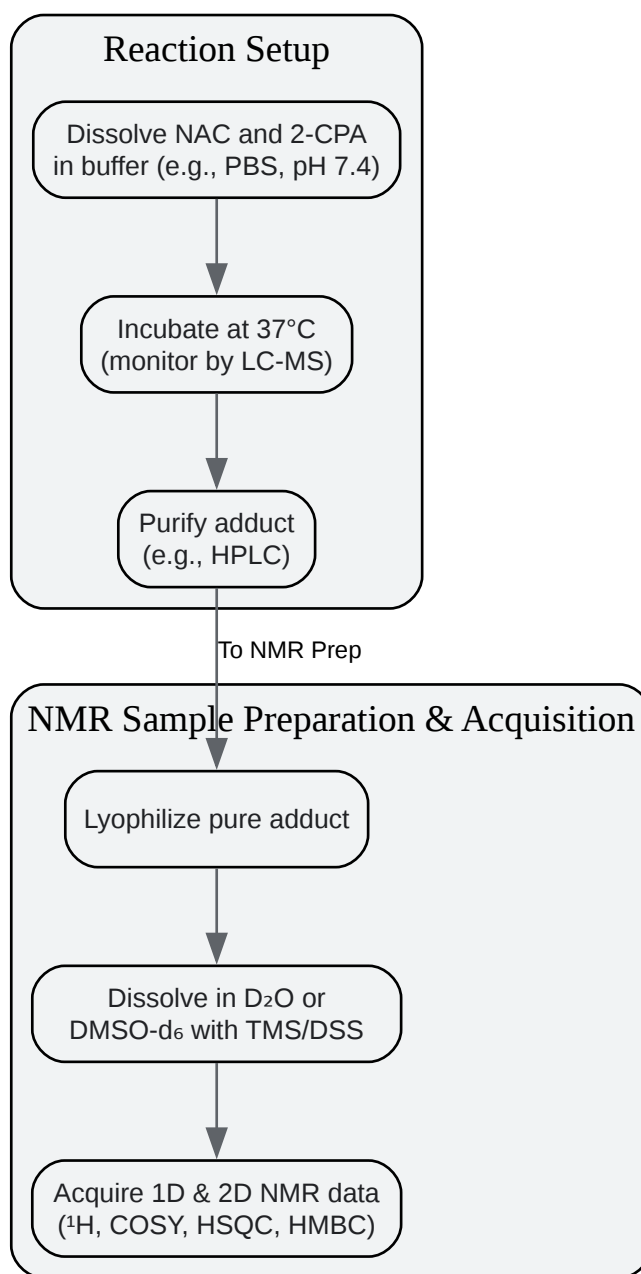 Reaction Setup
Dissolve NAC and 2-CPA
in buffer (e.g., PBS, pH 7.4)
Incubate at 37°C
(monitor by LC-MS)
Purify adduct
(e.g., HPLC)
To NMR Prep
NMR Sample Preparation & Acquisition
Lyophilize pure adduct
Dissolve in D₂O or
DMSO-d₆ with TMS/DSS
Acquire 1D & 2D NMR data
(¹H, COSY, HSQC, HMBC)